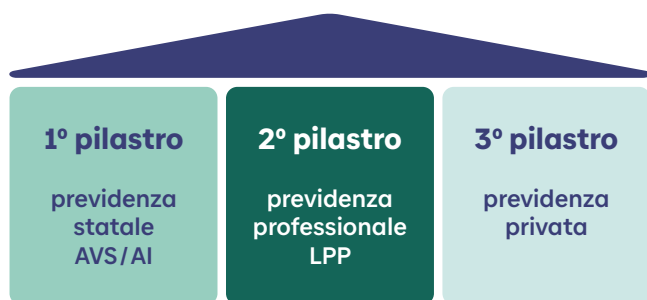 1º pilastro
previdenza
statale
AVS/AI
2º pilastro
previdenza
professionale
LPP
3º pilastro
previdenza
privata